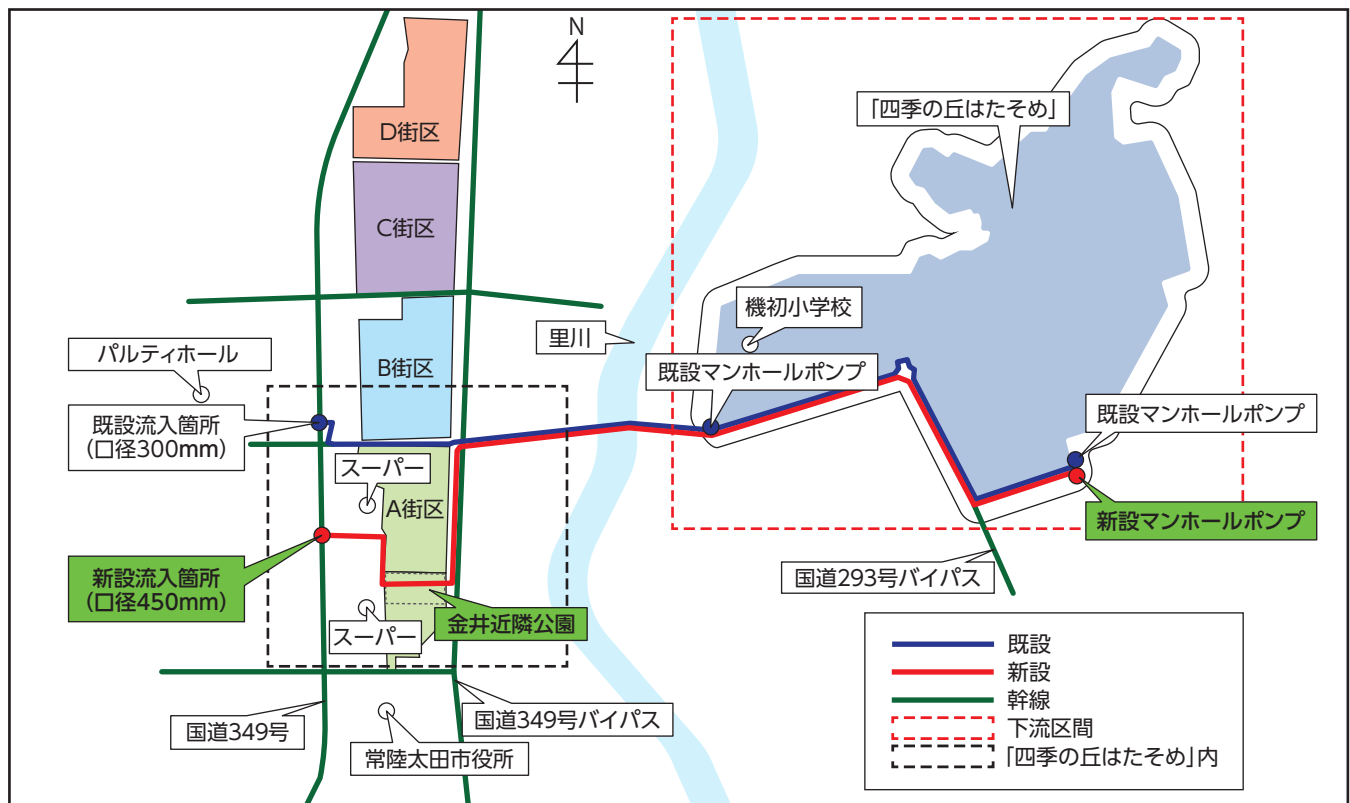 N
D街区
「四季の丘はたそめ」
C街区
機初小学校
里川
パルティホール
B街区
既設マンホールポンプ
既設流入箇所
(口径300mm)
既設マンホールポンプ
スーパー
A街区
新設マンホールポンプ
新設流入箇所
(口径450mm)
国道293号バイパス
スーパー
金井近隣公園
既設
新設
幹線
下流区間
「四季の丘はたそめ」内
国道349号
国道349号バイパス
常陸太田市役所